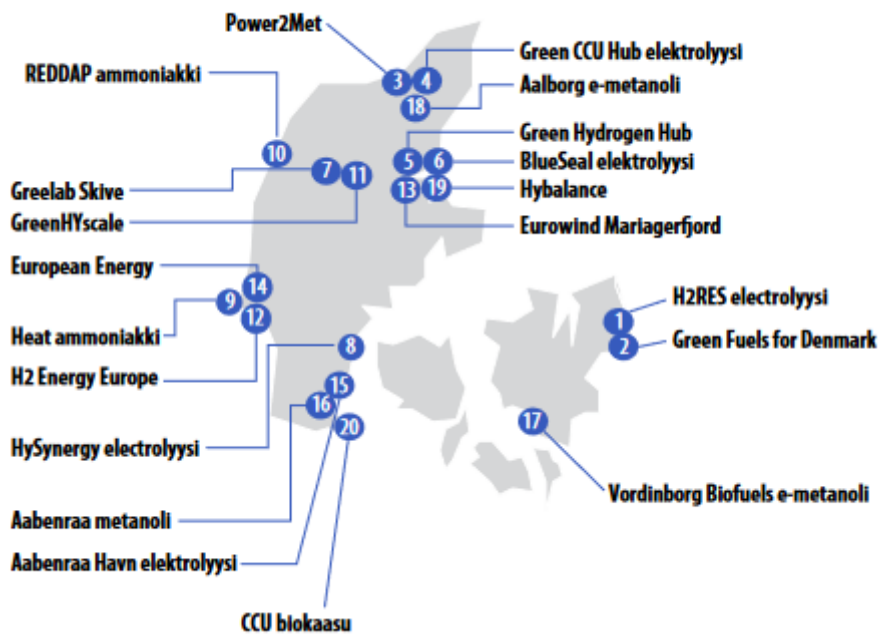 Power2Met
Green CCU Hub elektrolyysi
REDDAP ammoniakki
3
4
Aalborg e-metanoli
18
Green Hydrogen Hub
10
5
6
BlueSeal elektrolyysi
7
11
Greelab Skive
13
19
Hybalance
GreenHYscale
Eurowind Mariagerfjord
European Energy
14
9
H2RES electrolyysi
12
1
Heat ammoniakki
8
2
Green Fuels for Denmark
H2 Energy Europe
15
16
20
17
HySynergy electrolyysi
Vordinborg Biofuels e-metanoli
Aabenraa metanoli
Aabenraa Havn elektrolyysi
CCU biokaasu